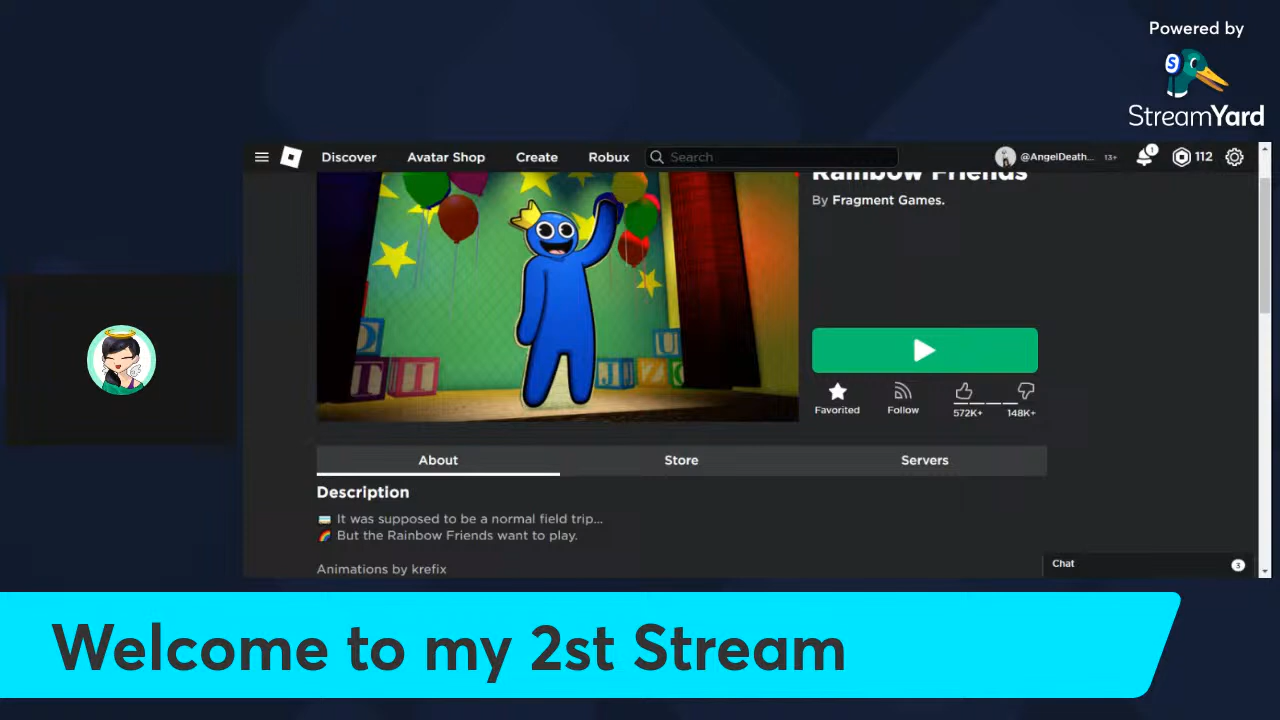 Powered by
StreamYard
Discover Avatar Shop Create Robux Search @AngelDeath... 13+ 1 112
Rainbow Friends
By Fragment Games.
Favorited Follow 572K+ 148K+
About Store Servers
Description
It was supposed to be a normal field trip...
But the Rainbow Friends want to play.
Animations by krefix
Chat 3
Welcome to my 2st Stream